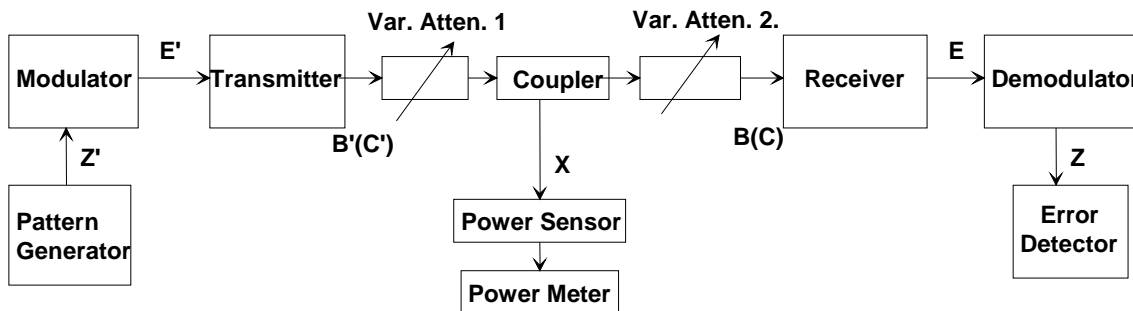 Var. Atten. 1
Var. Atten. 2.
E'
E
Modulator
Transmitter
Coupler
Receiver
Demodulator
B'(C')
B(C)
Z'
X
Z
Pattern
Generator
Power Sensor
Error
Detector
Power Meter